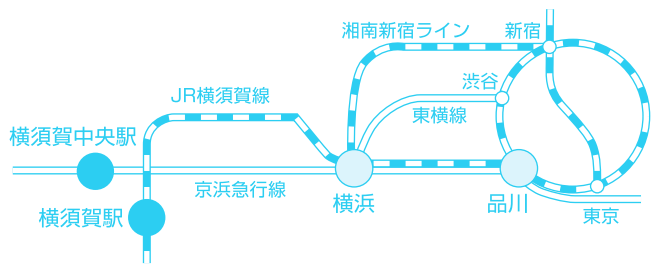 湘南新宿ライン
新宿
渋谷
JR横須賀線
東横線
横須賀中央駅
京浜急行線
横浜
品川
横須賀駅
東京